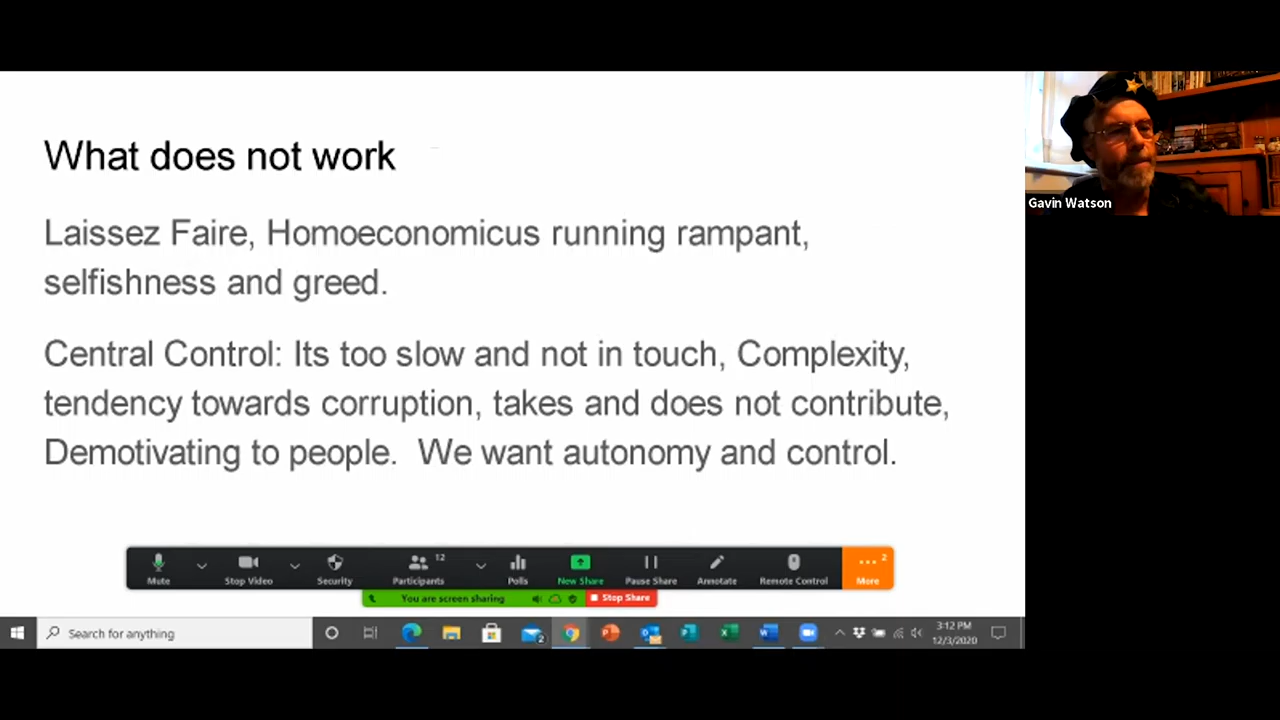 What does not work
Laissez Faire, Homoeconomicus running rampant,
selfishness and greed.
Central Control: Its too slow and not in touch, Complexity,
tendency towards corruption, takes and does not contribute,
Demotivating to people.  We want autonomy and control.
Gavin Watson
12
2
Mute
Stop Video
Security
Participants
Polls
New Share
Pause Share
Annotate
Remote Control
More
You are screen sharing
Stop Share
Search for anything
2
3:12 PM
12/3/2020